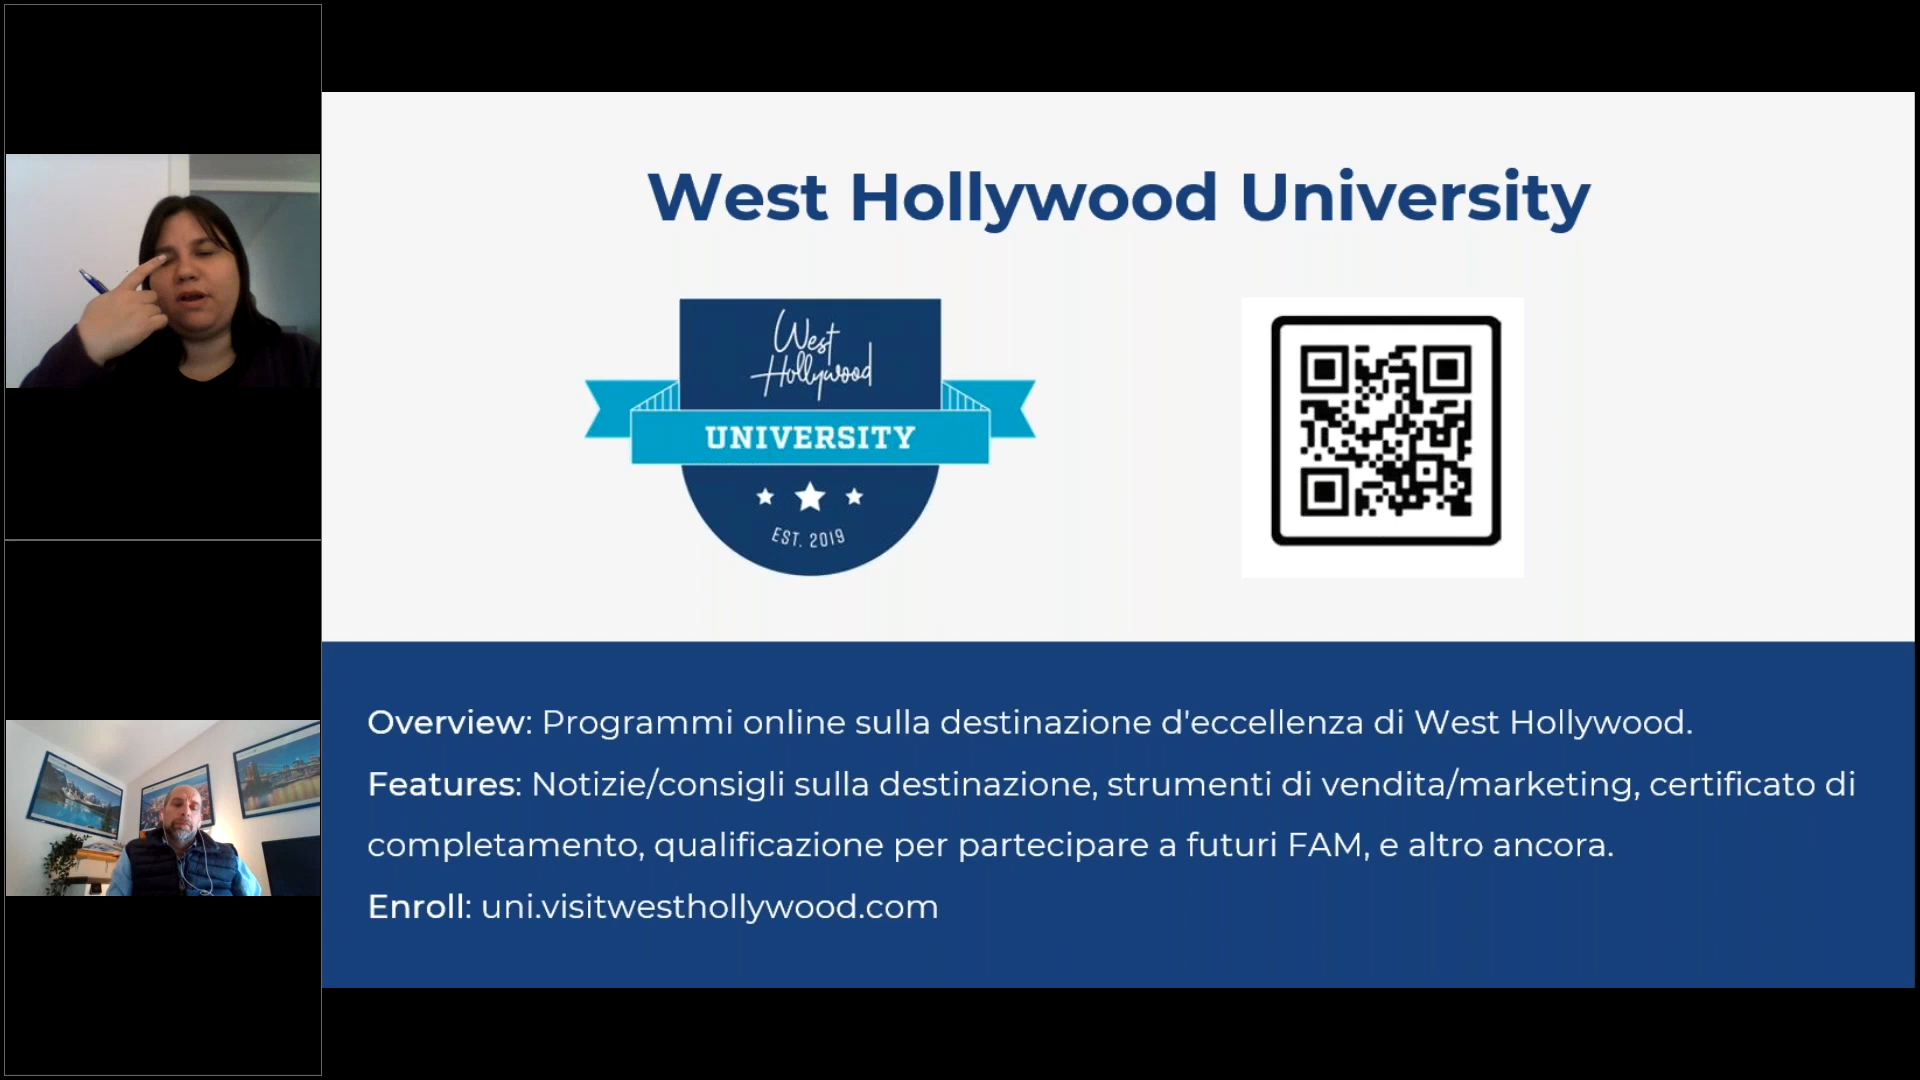 West Hollywood University
West
Hollywood
UNIVERSITY
EST. 2019
Overview: Programmi online sulla destinazione d'eccellenza di West Hollywood.
Features: Notizie/consigli sulla destinazione, strumenti di vendita/marketing, certificato di
completamento, qualificazione per partecipare a futuri FAM, e altro ancora.
Enroll: uni.visitwesthollywood.com